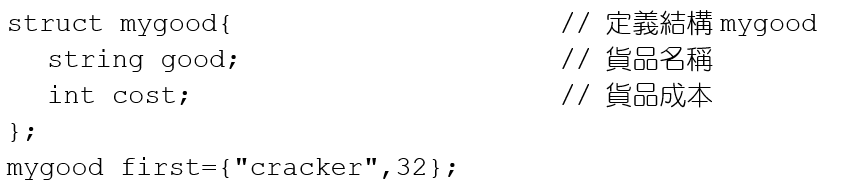 struct mygood{ // 定義結構 mygood
string good; // 貨品名稱
int cost; // 貨品成本
};
mygood first={"cracker",32};